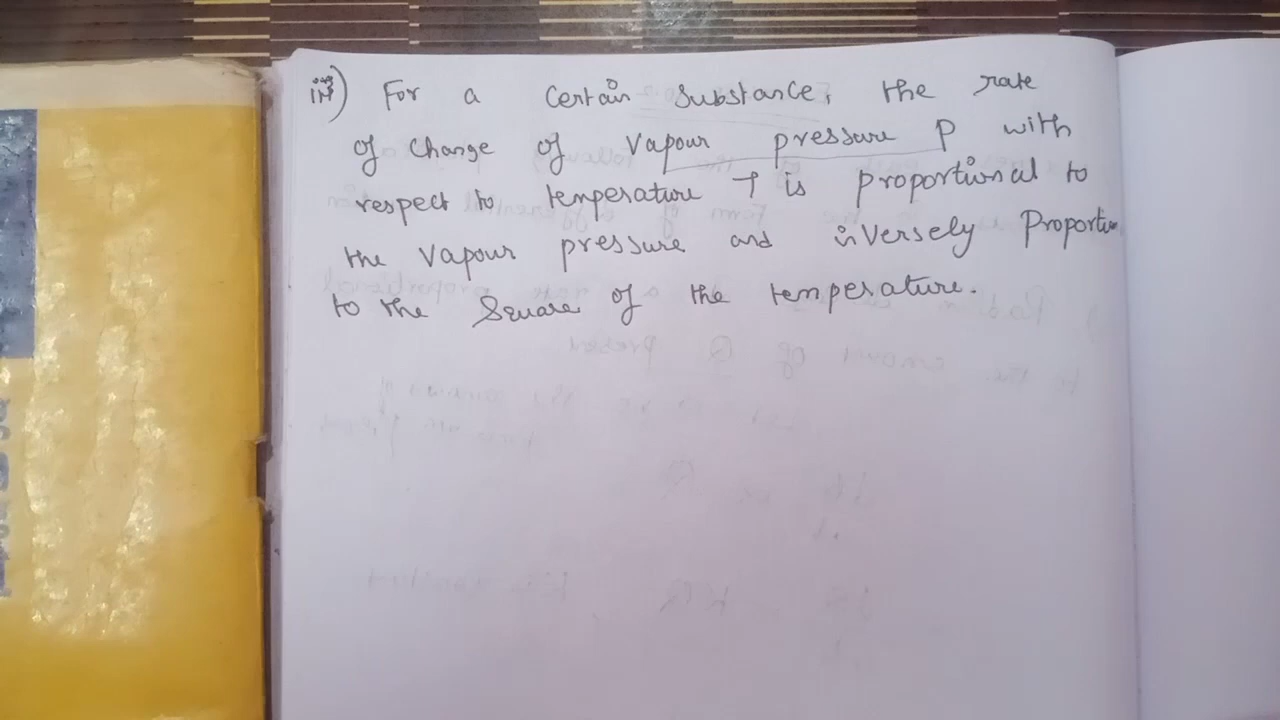 iii) For a certain substance, the rate
of change of vapour pressure P with
respect to temperature T is proportional to
the vapour pressure and inversely Proportion
to the Square of the temperature.